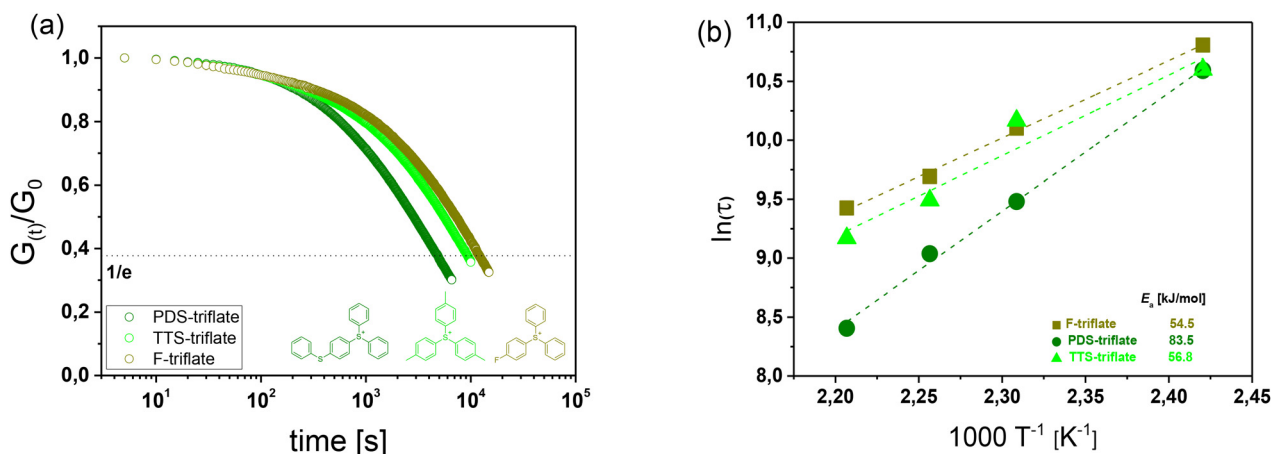 (a)
G(t)/G0
1,0
0,8
0,6
0,4
0,2
0,0
1/e
PDS-triflate
TTS-triflate
F-triflate
S+
S
S+
S+
F
10^1
10^2
10^3
10^4
10^5
time [s]
(b)
ln(τ)
11,0
10,5
10,0
9,5
9,0
8,5
8,0
Ea [kJ/mol]
F-triflate 54.5
PDS-triflate 83.5
TTS-triflate 56.8
2,20
2,25
2,30
2,35
2,40
2,45
1000 T-1 [K-1]